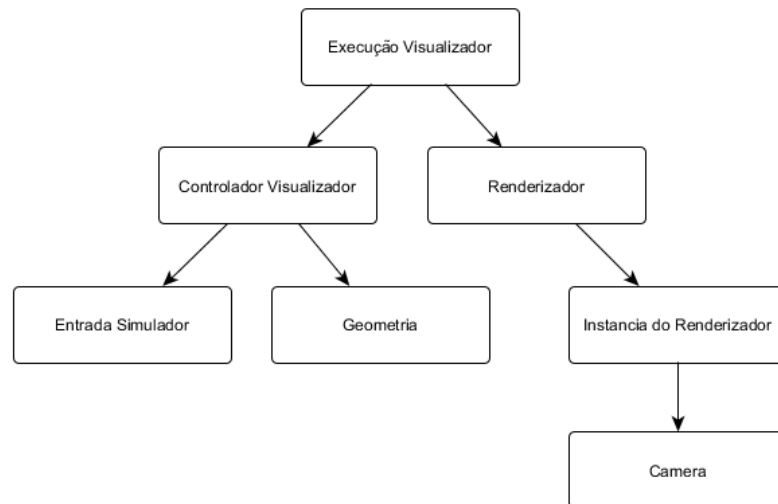 Execução Visualizador
Controlador Visualizador
Renderizador
Entrada Simulador
Geometria
Instancia do Renderizador
Camera